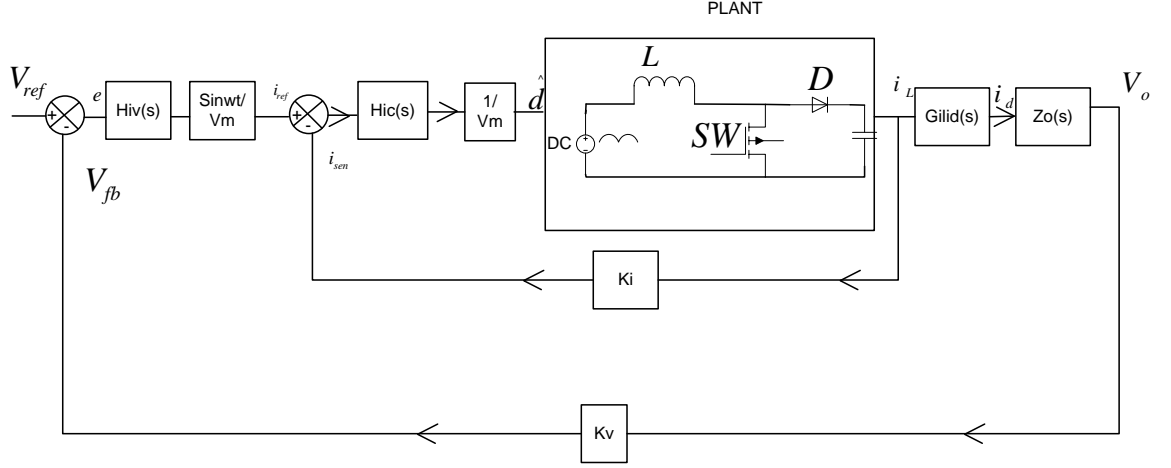 PLANT
V_ref
+
-
e
Hiv(s)
Sinwt/
Vm
i_ref
+
-
i_sen
Hic(s)
1/
Vm
^
d
L
D
DC
+
-
SW
i_L
Gilid(s)
i_d
Zo(s)
V_o
V_fb
Ki
Kv